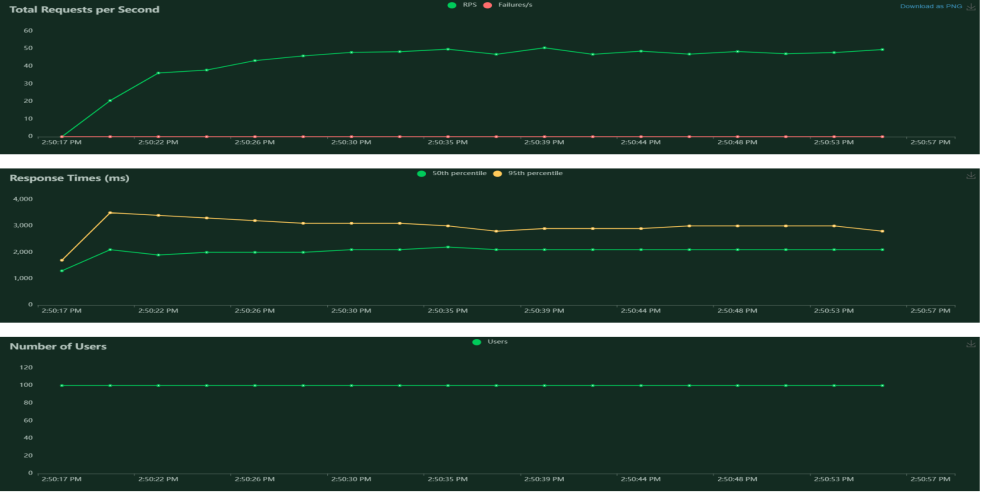 Total Requests per Second
RPS Failures/s
Download as PNG
60
50
40
30
20
10
0
2:50:17 PM 2:50:22 PM 2:50:26 PM 2:50:30 PM 2:50:35 PM 2:50:39 PM 2:50:44 PM 2:50:48 PM 2:50:53 PM 2:50:57 PM
Response Times (ms)
50th percentile 95th percentile
4,000
3,000
2,000
1,000
0
2:50:17 PM 2:50:22 PM 2:50:26 PM 2:50:30 PM 2:50:35 PM 2:50:39 PM 2:50:44 PM 2:50:48 PM 2:50:53 PM 2:50:57 PM
Number of Users
Users
120
100
80
60
40
20
0
2:50:17 PM 2:50:22 PM 2:50:26 PM 2:50:30 PM 2:50:35 PM 2:50:39 PM 2:50:44 PM 2:50:48 PM 2:50:53 PM 2:50:57 PM